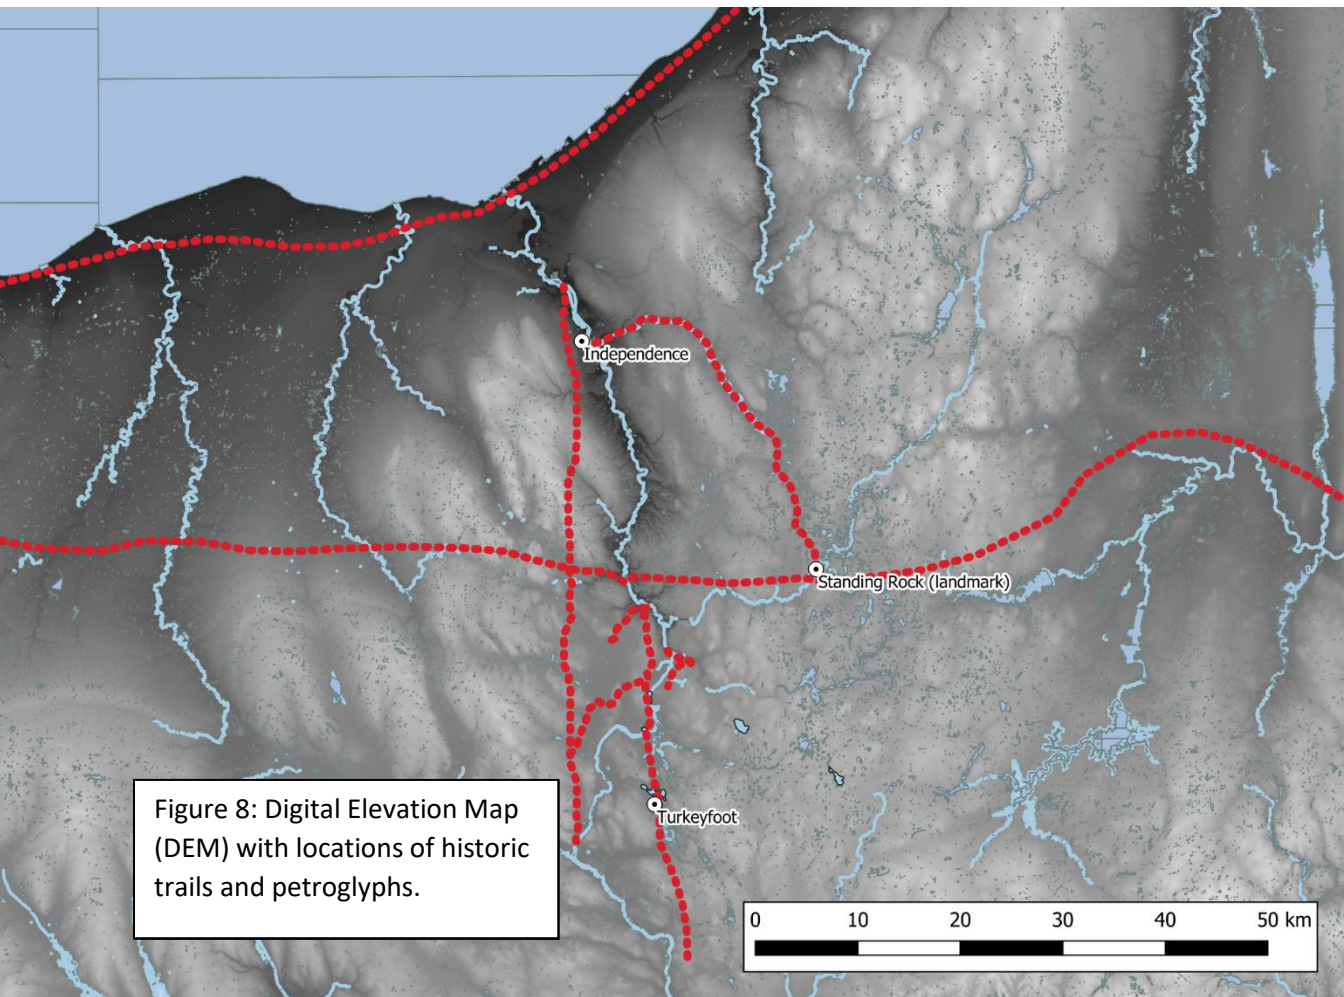 Independence
Standing Rock (landmark)
Turkeyfoot
Figure 8: Digital Elevation Map
(DEM) with locations of historic
trails and petroglyphs.
0 10 20 30 40 50 km